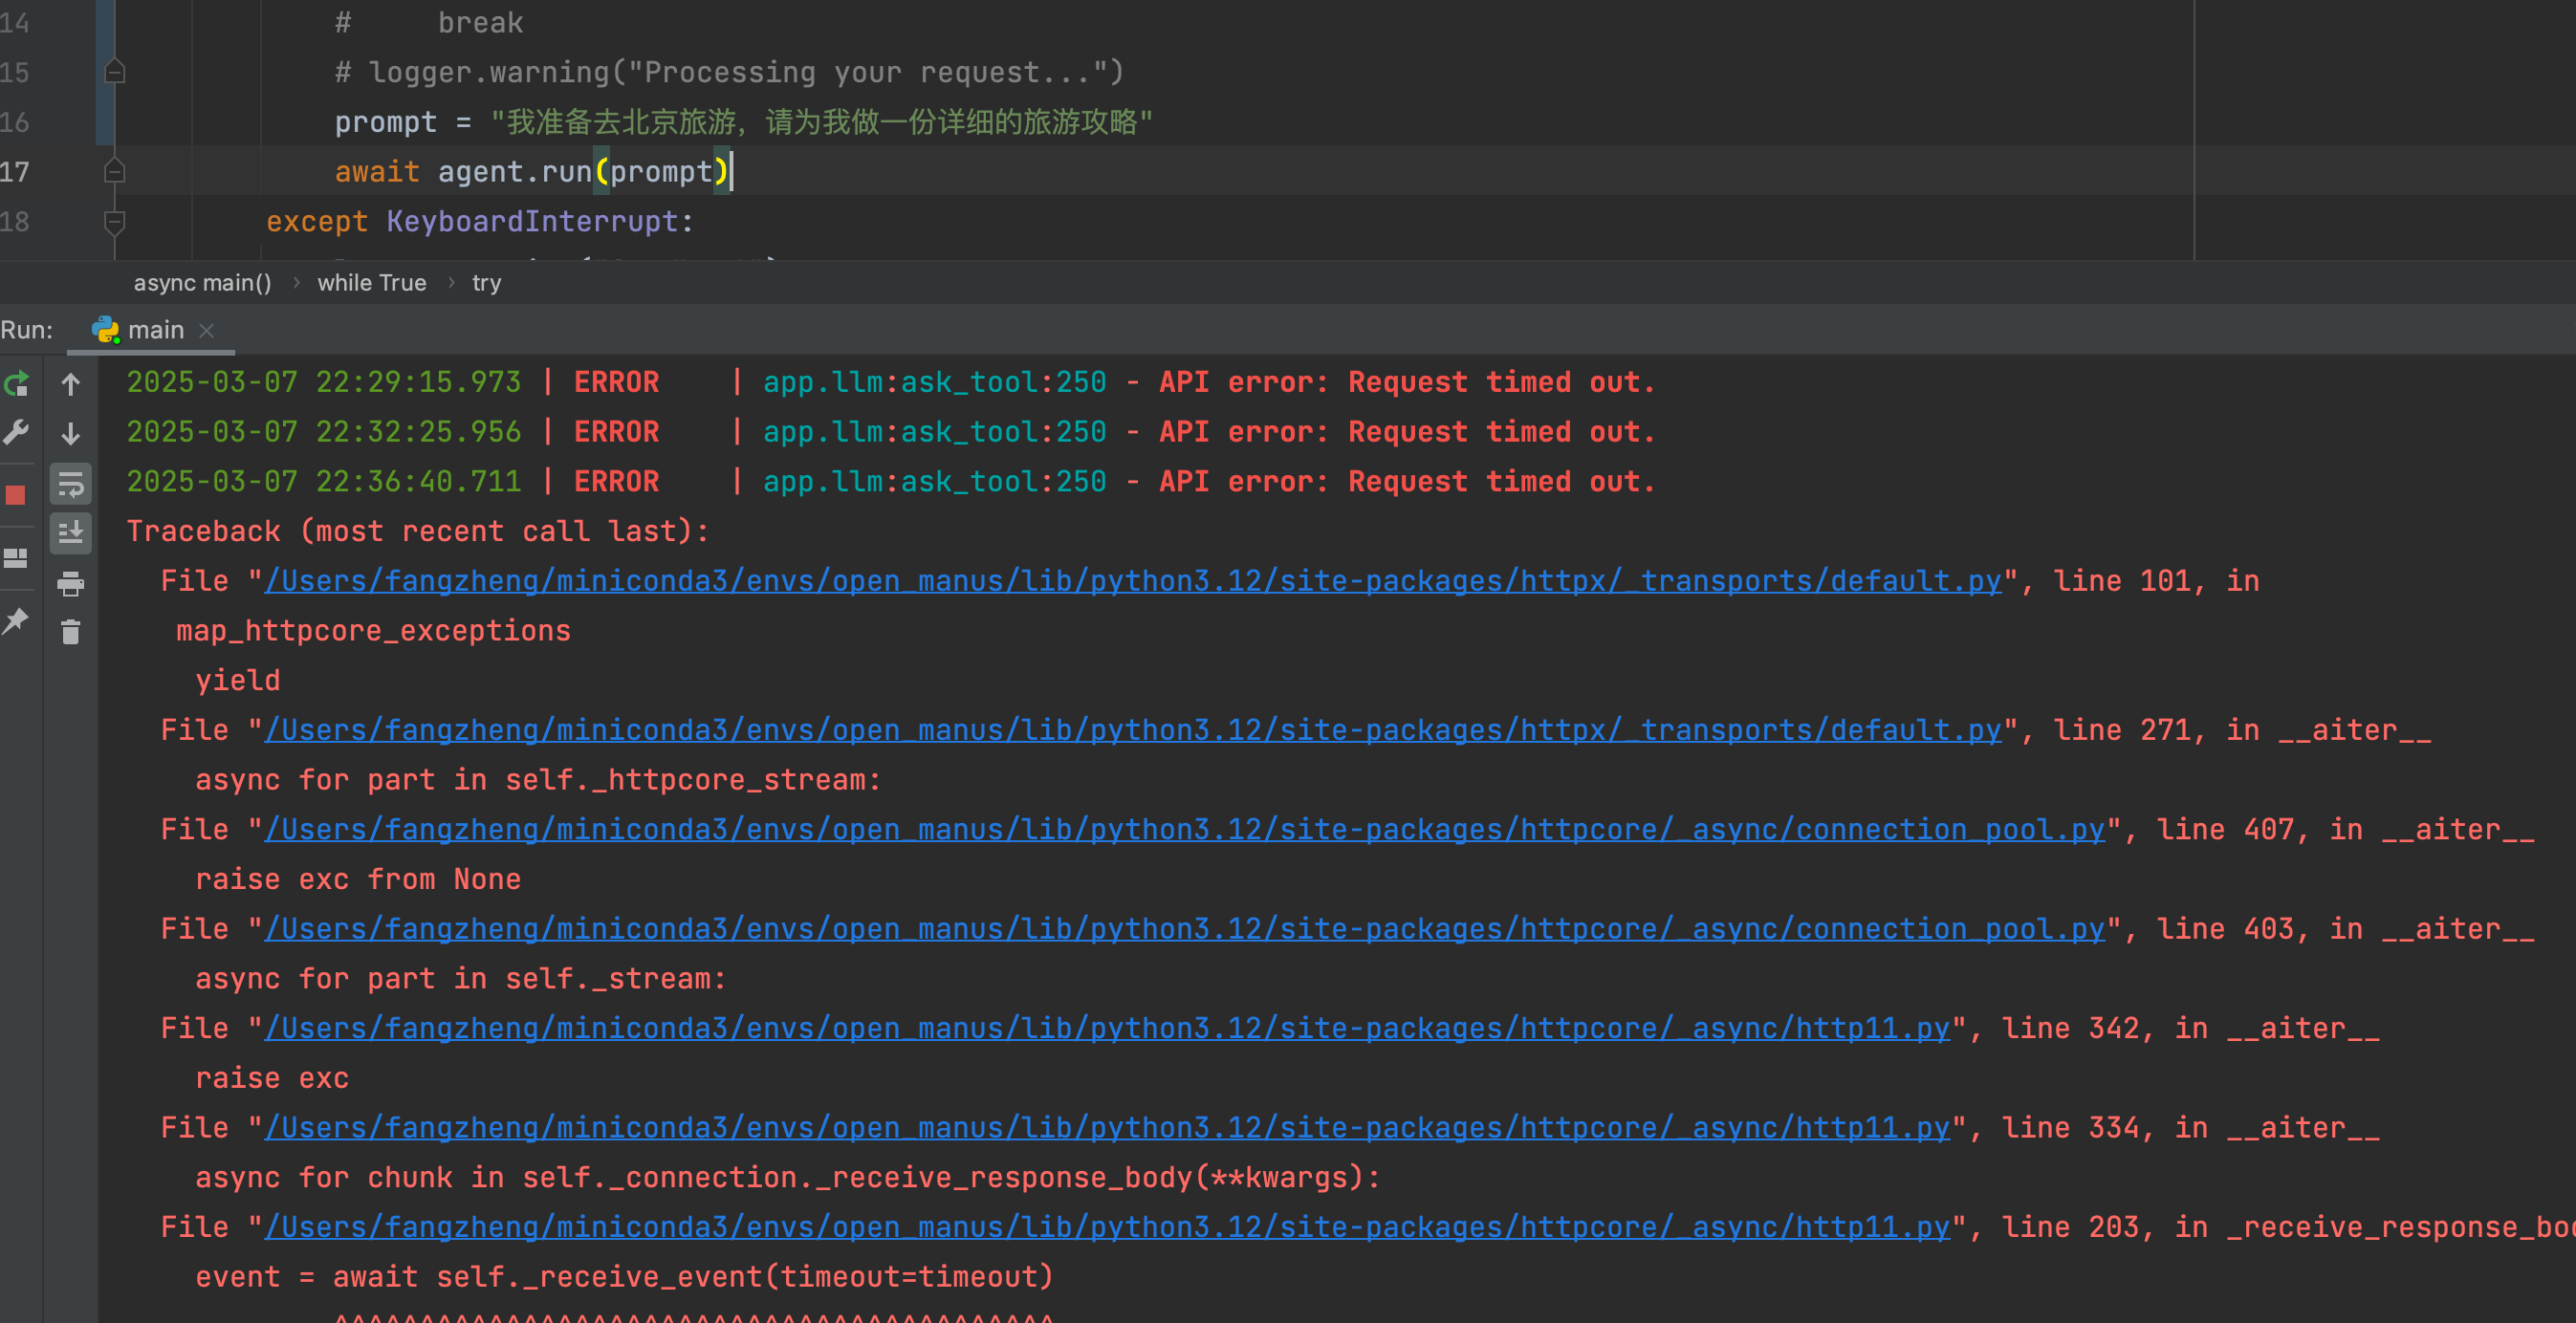 14 #     break
15 # logger.warning("Processing your request...")
16 prompt = "我准备去北京旅游，请为我做一份详细的旅游攻略"
17 await agent.run(prompt)
18 except KeyboardInterrupt:
async main() › while True › try
Run: main
2025-03-07 22:29:15.973 | ERROR    | app.llm:ask_tool:250 - API error: Request timed out.
2025-03-07 22:32:25.956 | ERROR    | app.llm:ask_tool:250 - API error: Request timed out.
2025-03-07 22:36:40.711 | ERROR    | app.llm:ask_tool:250 - API error: Request timed out.
Traceback (most recent call last):
File "/Users/fangzheng/miniconda3/envs/open_manus/lib/python3.12/site-packages/httpx/_transports/default.py", line 101, in
map_httpcore_exceptions
yield
File "/Users/fangzheng/miniconda3/envs/open_manus/lib/python3.12/site-packages/httpx/_transports/default.py", line 271, in __aiter__
async for part in self._httpcore_stream:
File "/Users/fangzheng/miniconda3/envs/open_manus/lib/python3.12/site-packages/httpcore/_async/connection_pool.py", line 407, in __aiter__
raise exc from None
File "/Users/fangzheng/miniconda3/envs/open_manus/lib/python3.12/site-packages/httpcore/_async/connection_pool.py", line 403, in __aiter__
async for part in self._stream:
File "/Users/fangzheng/miniconda3/envs/open_manus/lib/python3.12/site-packages/httpcore/_async/http11.py", line 342, in __aiter__
raise exc
File "/Users/fangzheng/miniconda3/envs/open_manus/lib/python3.12/site-packages/httpcore/_async/http11.py", line 334, in __aiter__
async for chunk in self._connection._receive_response_body(**kwargs):
File "/Users/fangzheng/miniconda3/envs/open_manus/lib/python3.12/site-packages/httpcore/_async/http11.py", line 203, in
event = await self._receive_event(timeout=timeout)
^^^^^^^^^^^^^^^^^^^^^^^^^^^^^^^^^^^^^^^^^^